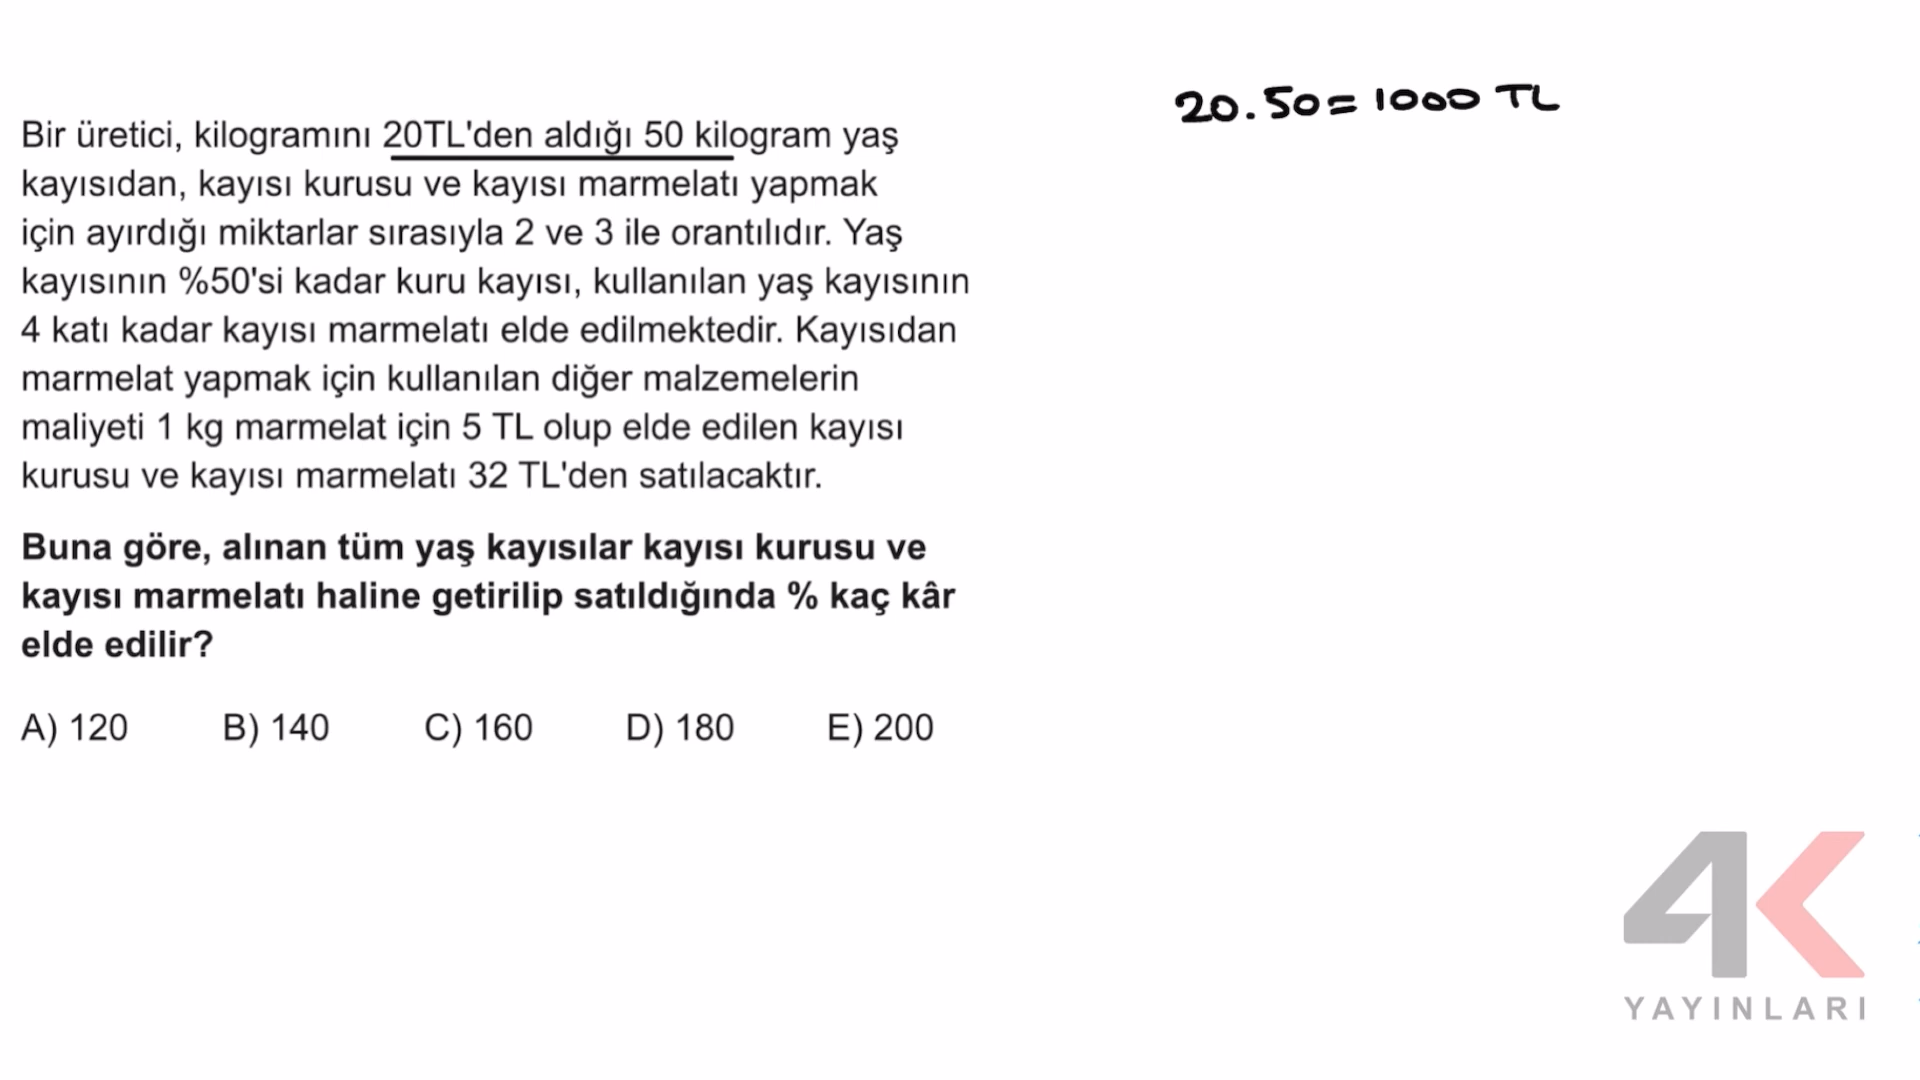 20.50=1000 TL
Bir üretici, kilogramını 20TL'den aldığı 50 kilogram yaş
kayısıdan, kayısı kurusu ve kayısı marmelatı yapmak
için ayırdığı miktarlar sırasıyla 2 ve 3 ile orantılıdır. Yaş
kayısının %50'si kadar kuru kayısı, kullanılan yaş kayısının
4 katı kadar kayısı marmelatı elde edilmektedir. Kayısıdan
marmelat yapmak için kullanılan diğer malzemelerin
maliyeti 1 kg marmelat için 5 TL olup elde edilen kayısı
kurusu ve kayısı marmelatı 32 TL'den satılacaktır.
Buna göre, alınan tüm yaş kayısılar kayısı kurusu ve
kayısı marmelatı haline getirilip satıldığında % kaç kâr
elde edilir?
A) 120 B) 140 C) 160 D) 180 E) 200
4K
YAYINLARI